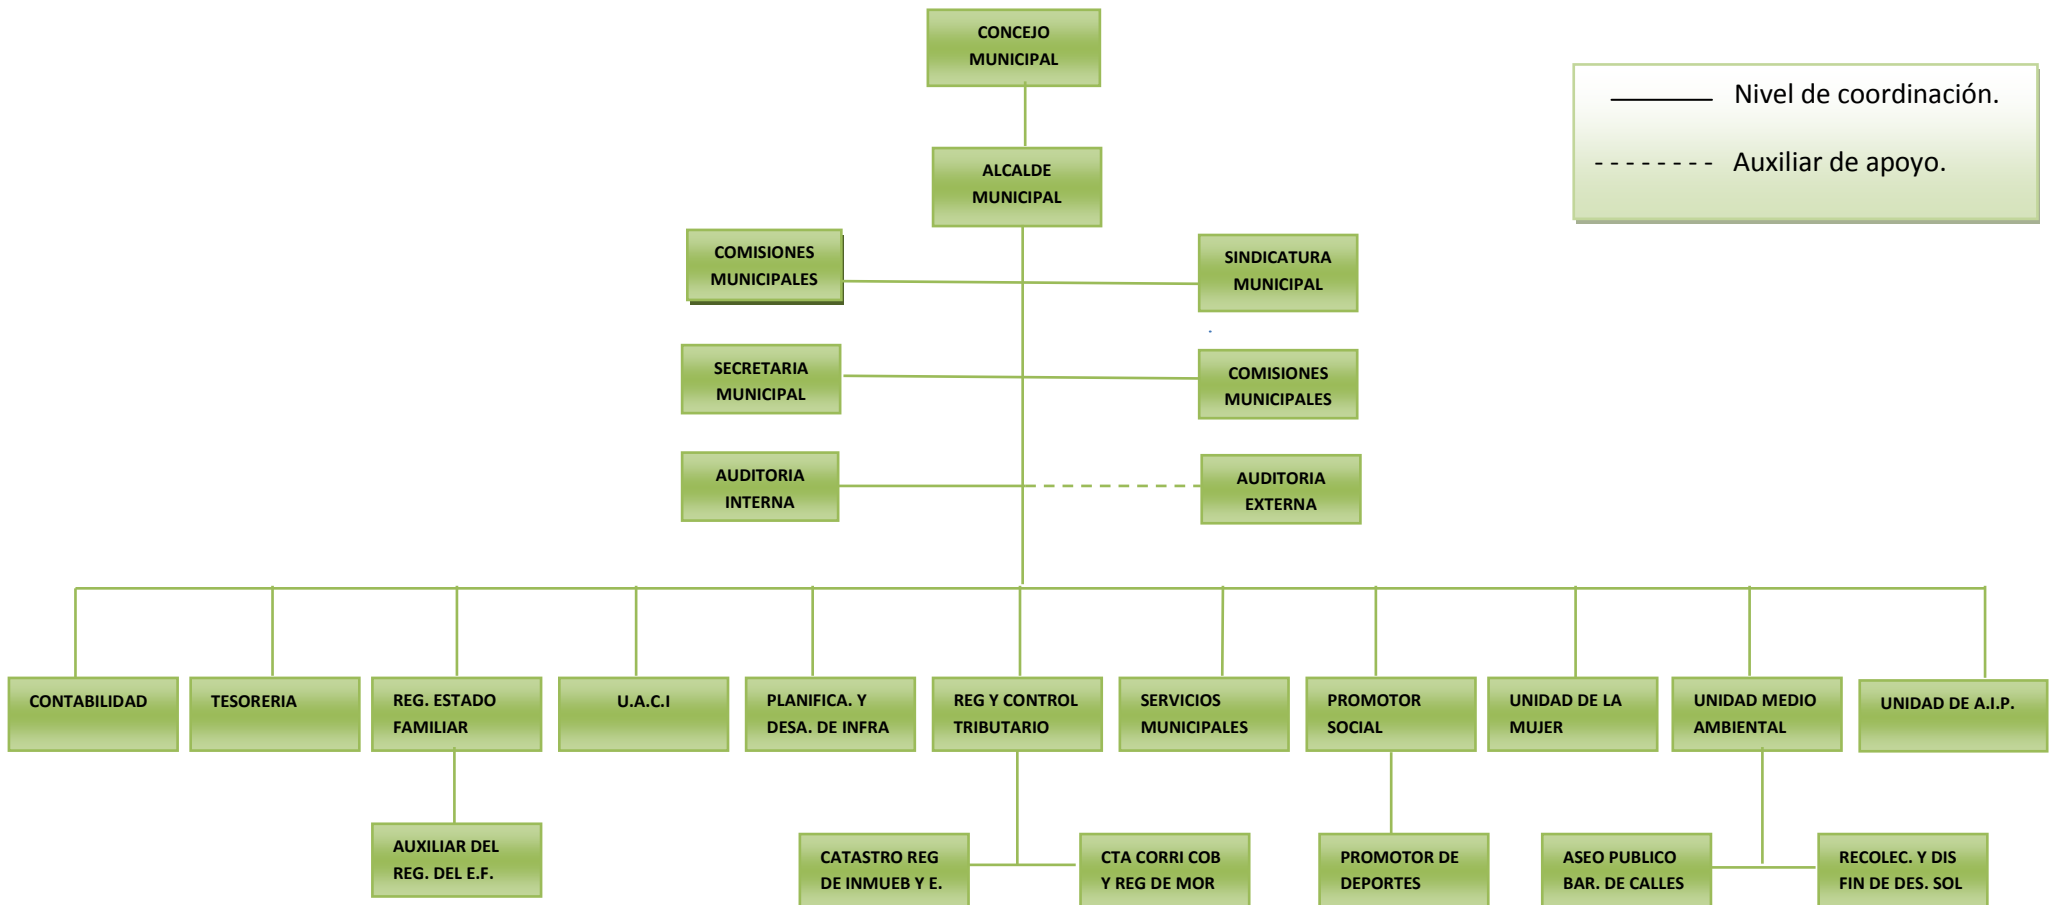 CONCEJO
MUNICIPAL
Nivel de coordinación.
Auxiliar de apoyo.
ALCALDE
MUNICIPAL
COMISIONES
MUNICIPALES
SINDICATURA
MUNICIPAL
SECRETARIA
MUNICIPAL
COMISIONES
MUNICIPALES
AUDITORIA
INTERNA
AUDITORIA
EXTERNA
CONTABILIDAD
TESORERIA
REG. ESTADO
FAMILIAR
U.A.C.I
PLANIFICA. Y
DESA. DE INFRA
REG Y CONTROL
TRIBUTARIO
SERVICIOS
MUNICIPALES
PROMOTOR
SOCIAL
UNIDAD DE LA
MUJER
UNIDAD MEDIO
AMBIENTAL
UNIDAD DE A.I.P.
AUXILIAR DEL
REG. DEL E.F.
CATASTRO REG
DE INMUEB Y E.
CTA CORRI COB
Y REG DE MOR
PROMOTOR DE
DEPORTES
ASEO PUBLICO
BAR. DE CALLES
RECOLEC. Y DIS
FIN DE DES. SOL